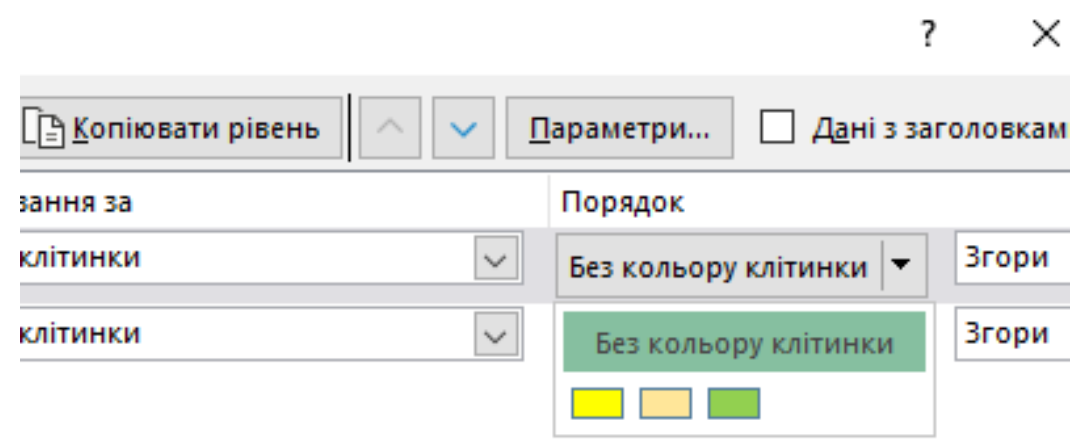 ?
Копіювати рівень Параметри... Дані з заголовкам
вання за Порядок
клітинки Без кольору клітинки Згори
клітинки Без кольору клітинки Згори